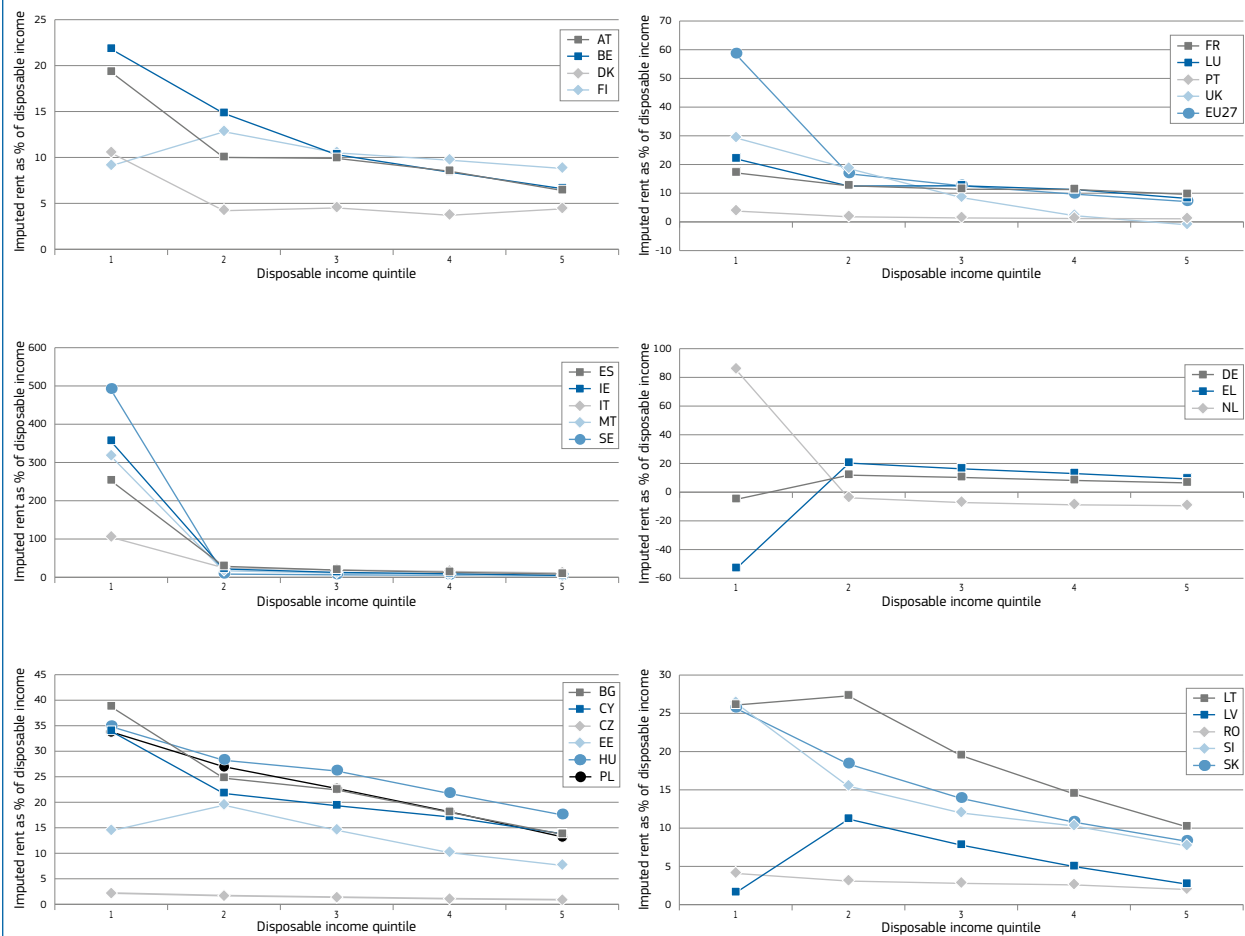 Imputed rent as % of disposable income
25
20
15
10
5
0
1 2 3 4 5
Disposable income quintile
AT
BE
DK
FI
Imputed rent as % of disposable income
70
60
50
40
30
20
10
0
-10
1 2 3 4 5
Disposable income quintile
FR
LU
PT
UK
EU27
Imputed rent as % of disposable income
600
500
400
300
200
100
0
1 2 3 4 5
Disposable income quintile
ES
IE
IT
MT
SE
Imputed rent as % of disposable income
100
80
60
40
20
0
-20
-40
-60
1 2 3 4 5
Disposable income quintile
DE
EL
NL
Imputed rent as % of disposable income
45
40
35
30
25
20
15
10
5
0
1 2 3 4 5
Disposable income quintile
BG
CY
CZ
EE
HU
PL
Imputed rent as % of disposable income
30
25
20
15
10
5
0
1 2 3 4 5
Disposable income quintile
LT
LV
RO
SI
SK